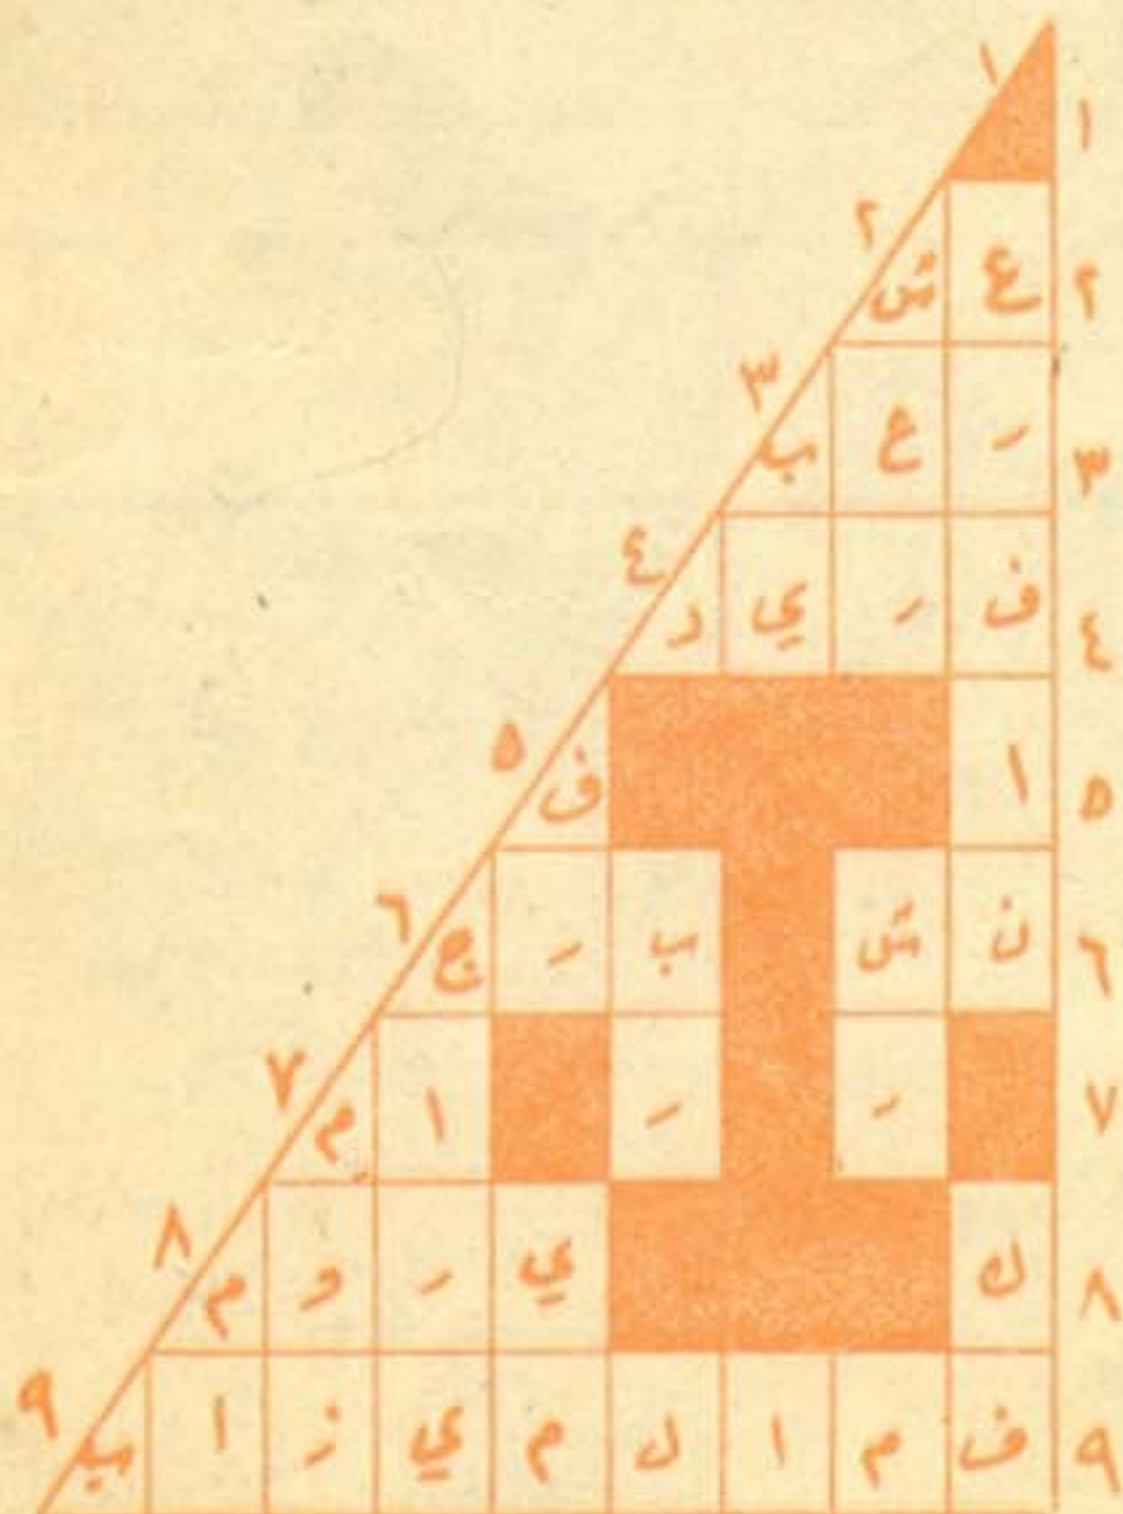 ١ ١
٢ ع ش ٢
٣ ر ع ب ٣
٤ ف ر ي د ٤
٥ ا ف ٥
٦ ن ش ب ر ج ٦
٧ ر ر ا م ٧
٨ ك ي ر و م ٨
٩ ف م ا ل م ي ز ا ب ٩